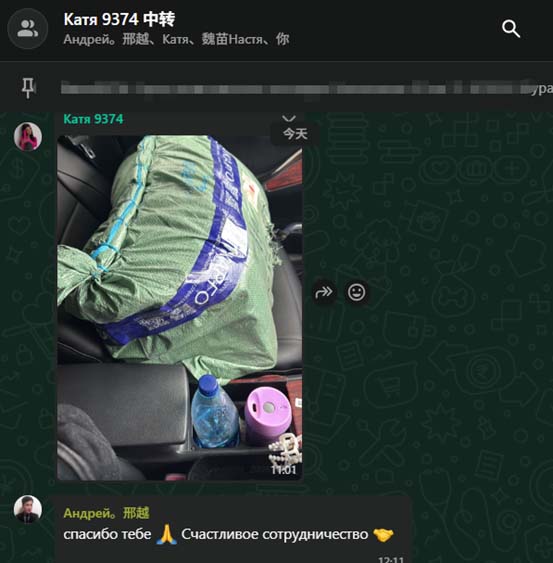 Катя 9374 中转
Андрей。邢越、Катя、魏苗Настя、你
ура
Катя 9374
今天
11:01
Андрей。邢越
спасибо тебе 🙏 Счастливое сотрудничество 🤝
12:11